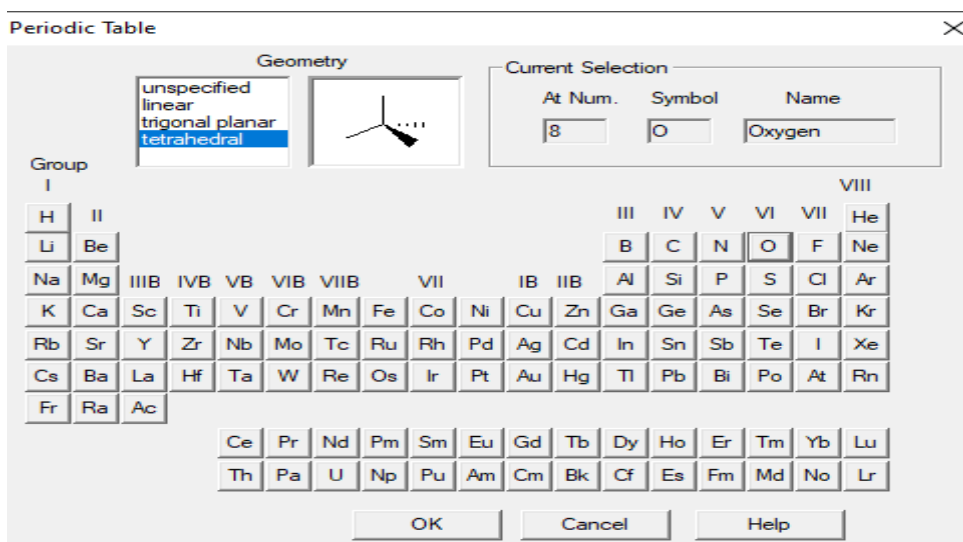 Periodic Table
Geometry
unspecified
linear
trigonal planar
tetrahedral
Current Selection
At Num. Symbol Name
8 O Oxygen
Group
I VIII
H II III IV V VI VII He
Li Be B C N O F Ne
Na Mg IIIB IVB VB VIB VIIB VII IB IIB Al Si P S Cl Ar
K Ca Sc Ti V Cr Mn Fe Co Ni Cu Zn Ga Ge As Se Br Kr
Rb Sr Y Zr Nb Mo Tc Ru Rh Pd Ag Cd In Sn Sb Te I Xe
Cs Ba La Hf Ta W Re Os Ir Pt Au Hg Tl Pb Bi Po At Rn
Fr Ra Ac
Ce Pr Nd Pm Sm Eu Gd Tb Dy Ho Er Tm Yb Lu
Th Pa U Np Pu Am Cm Bk Cf Es Fm Md No Lr
OK Cancel Help